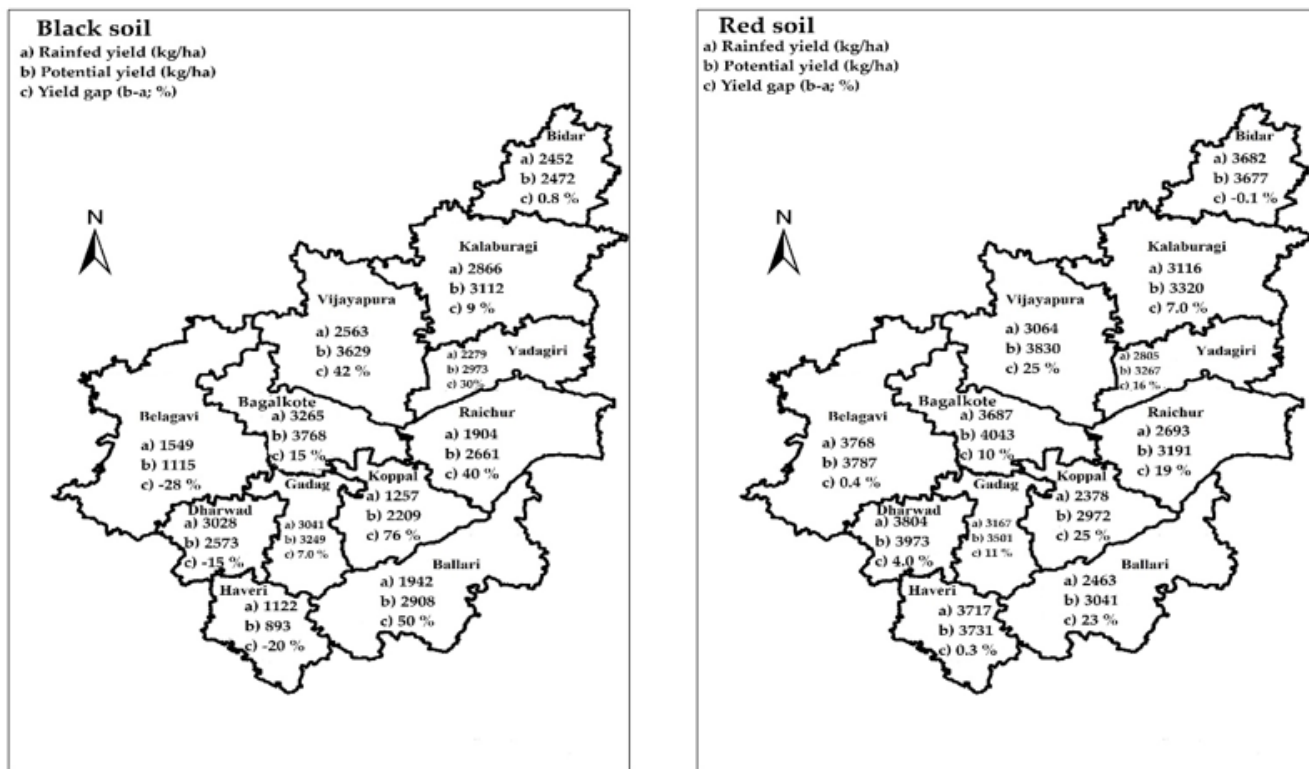 Black soil
a) Rainfed yield (kg/ha)
b) Potential yield (kg/ha)
c) Yield gap (b-a; %)
N
Bidar
a) 2452
b) 2472
c) 0.8 %
Kalaburagi
a) 2866
b) 3112
c) 9 %
Vijayapura
a) 2563
b) 3629
c) 42 %
Yadagiri
a) 2279
b) 2973
c) 30%
Bagalkote
a) 3265
b) 3768
c) 15 %
Belagavi
a) 1549
b) 1115
c) -28 %
Raichur
a) 1904
b) 2661
c) 40 %
Gadag
a) 3041
b) 3249
c) 7.0 %
Koppal
a) 1257
b) 2209
c) 76 %
Dharwad
a) 3028
b) 2573
c) -15 %
Ballari
a) 1942
b) 2908
c) 50 %
Haveri
a) 1122
b) 893
c) -20 %
Red soil
a) Rainfed yield (kg/ha)
b) Potential yield (kg/ha)
c) Yield gap (b-a; %)
N
Bidar
a) 3682
b) 3677
c) -0.1 %
Kalaburagi
a) 3116
b) 3320
c) 7.0 %
Vijayapura
a) 3064
b) 3830
c) 25 %
Yadagiri
a) 2805
b) 3267
c) 16 %
Bagalkote
a) 3687
b) 4043
c) 10 %
Belagavi
a) 3768
b) 3787
c) 0.4 %
Raichur
a) 2693
b) 3191
c) 19 %
Gadag
a) 3167
b) 3501
c) 11 %
Koppal
a) 2378
b) 2972
c) 25 %
Dharwad
a) 3804
b) 3973
c) 4.0 %
Ballari
a) 2463
b) 3041
c) 23 %
Haveri
a) 3717
b) 3731
c) 0.3 %